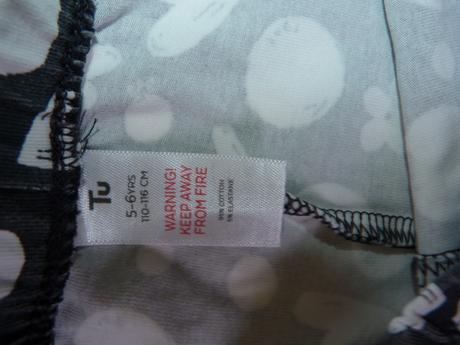 Tu
5-6YRS
110-116 CM
WARNING!
KEEP AWAY
FROM FIRE
95% COTTON
5% ELASTANE